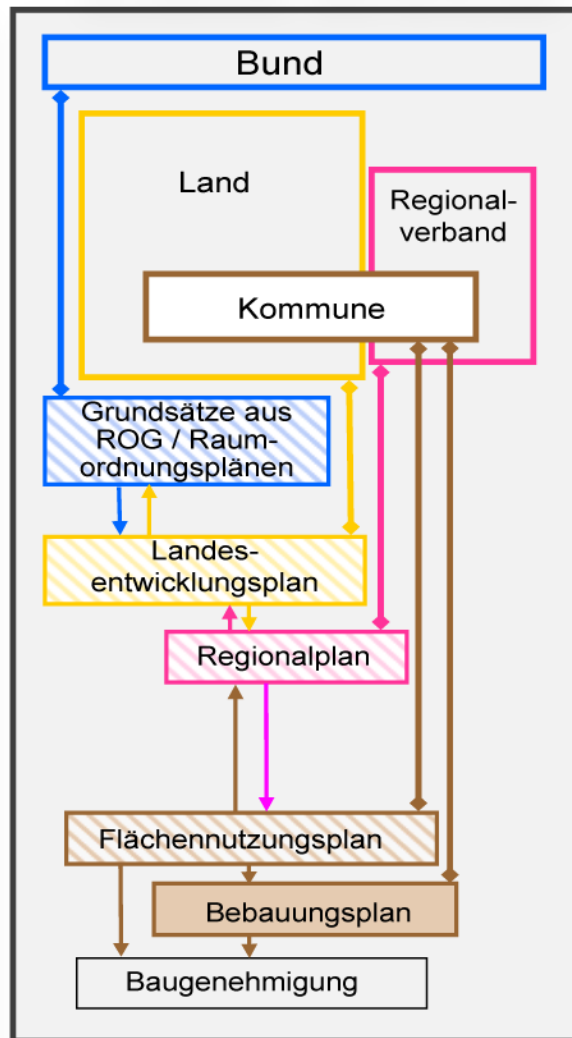 Bund
Land
Regional-
verband
Kommune
Grundsätze aus
ROG / Raum-
ordnungsplänen
Landes-
entwicklungsplan
Regionalplan
Flächennutzungsplan
Bebauungsplan
Baugenehmigung